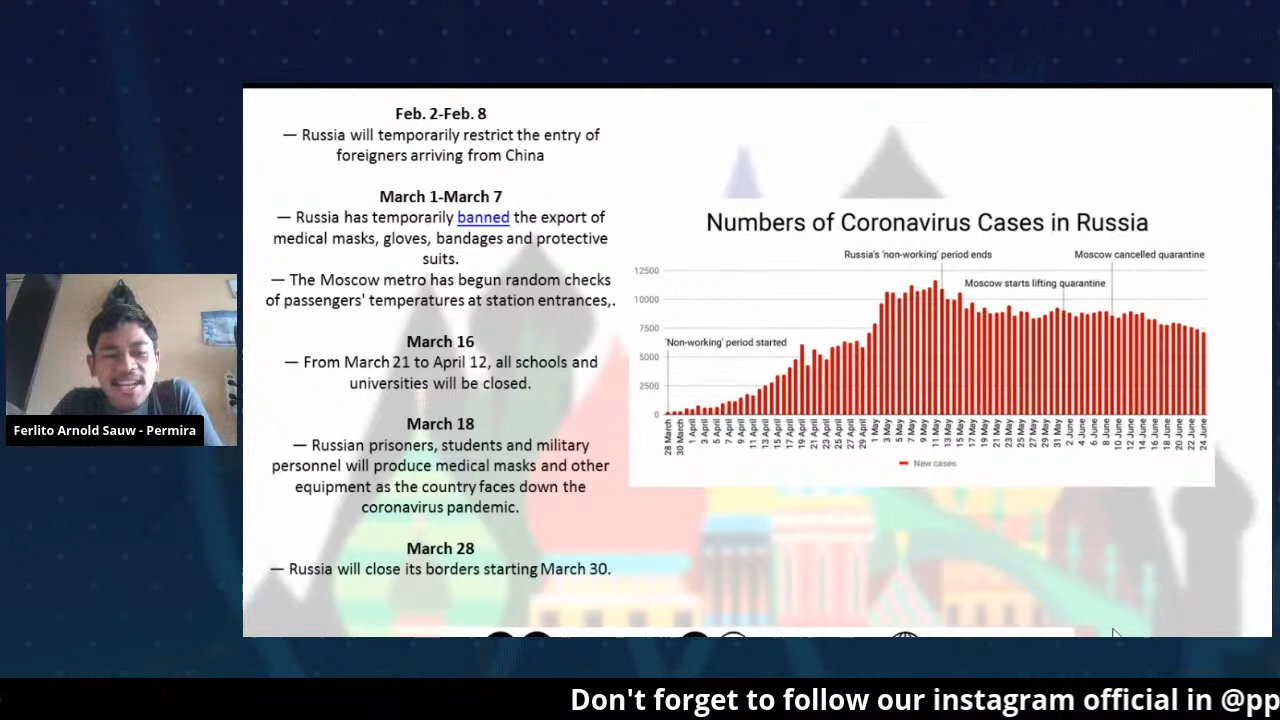 Feb. 2-Feb. 8
— Russia will temporarily restrict the entry of
foreigners arriving from China
March 1-March 7
— Russia has temporarily banned the export of
medical masks, gloves, bandages and protective
suits.
— The Moscow metro has begun random checks
of passengers' temperatures at station entrances,.
March 16
— From March 21 to April 12, all schools and
universities will be closed.
March 18
— Russian prisoners, students and military
personnel will produce medical masks and other
equipment as the country faces down the
coronavirus pandemic.
March 28
— Russia will close its borders starting March 30.
Numbers of Coronavirus Cases in Russia
Russia's 'non-working' period ends
Moscow cancelled quarantine
Moscow starts lifting quarantine
'Non-working' period started
12500
10000
7500
5000
2500
0
28 March
30 March
1 April
3 April
5 April
7 April
9 April
11 April
13 April
15 April
17 April
19 April
21 April
23 April
25 April
27 April
29 April
1 May
3 May
5 May
7 May
9 May
11 May
13 May
15 May
17 May
19 May
21 May
23 May
25 May
27 May
29 May
31 May
2 June
4 June
6 June
8 June
10 June
12 June
14 June
16 June
18 June
20 June
22 June
24 June
New cases
Ferlito Arnold Sauw - Permira
Don't forget to follow our instagram official in @pp